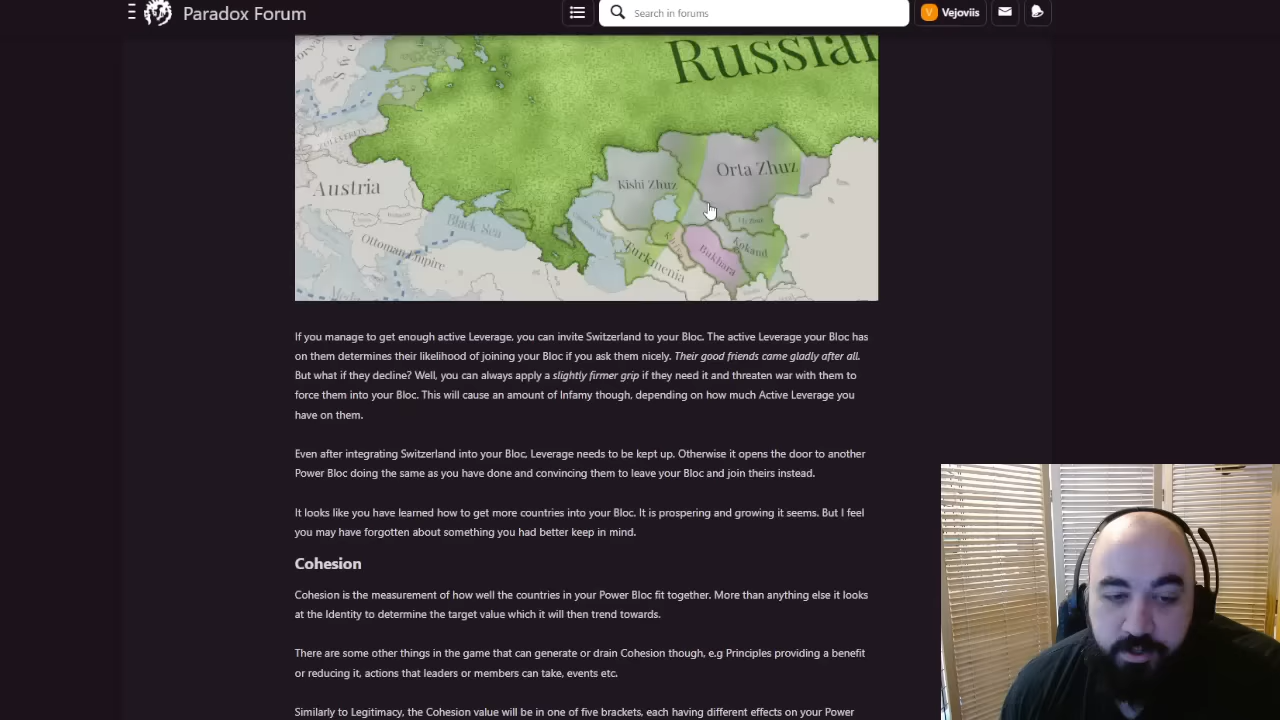 Paradox Forum
Search in forums
V Vejoviis
Russian
Orta Zhuz
Kishi Zhuz
Austria
Black Sea
Kokand
Ottoman Empire
Turkmenia
Bukhara
If you manage to get enough active Leverage, you can invite Switzerland to your Bloc. The active Leverage your Bloc has
on them determines their likelihood of joining your Bloc if you ask them nicely. Their good friends came gladly after all.
But what if they decline? Well, you can always apply a slightly firmer grip if they need it and threaten war with them to
force them into your Bloc. This will cause an amount of Infamy though, depending on how much Active Leverage you
have on them.
Even after integrating Switzerland into your Bloc, Leverage needs to be kept up. Otherwise it opens the door to another
Power Bloc doing the same as you have done and convincing them to leave your Bloc and join theirs instead.
It looks like you have learned how to get more countries into your Bloc. It is prospering and growing it seems. But I feel
you may have forgotten about something you had better keep in mind.
Cohesion
Cohesion is the measurement of how well the countries in your Power Bloc fit together. More than anything else it looks
at the Identity to determine the target value which it will then trend towards.
There are some other things in the game that can generate or drain Cohesion though, e.g Principles providing a benefit
or reducing it, actions that leaders or members can take, events etc.
Similarly to Legitimacy, the Cohesion value will be in one of five brackets, each having different effects on your Power